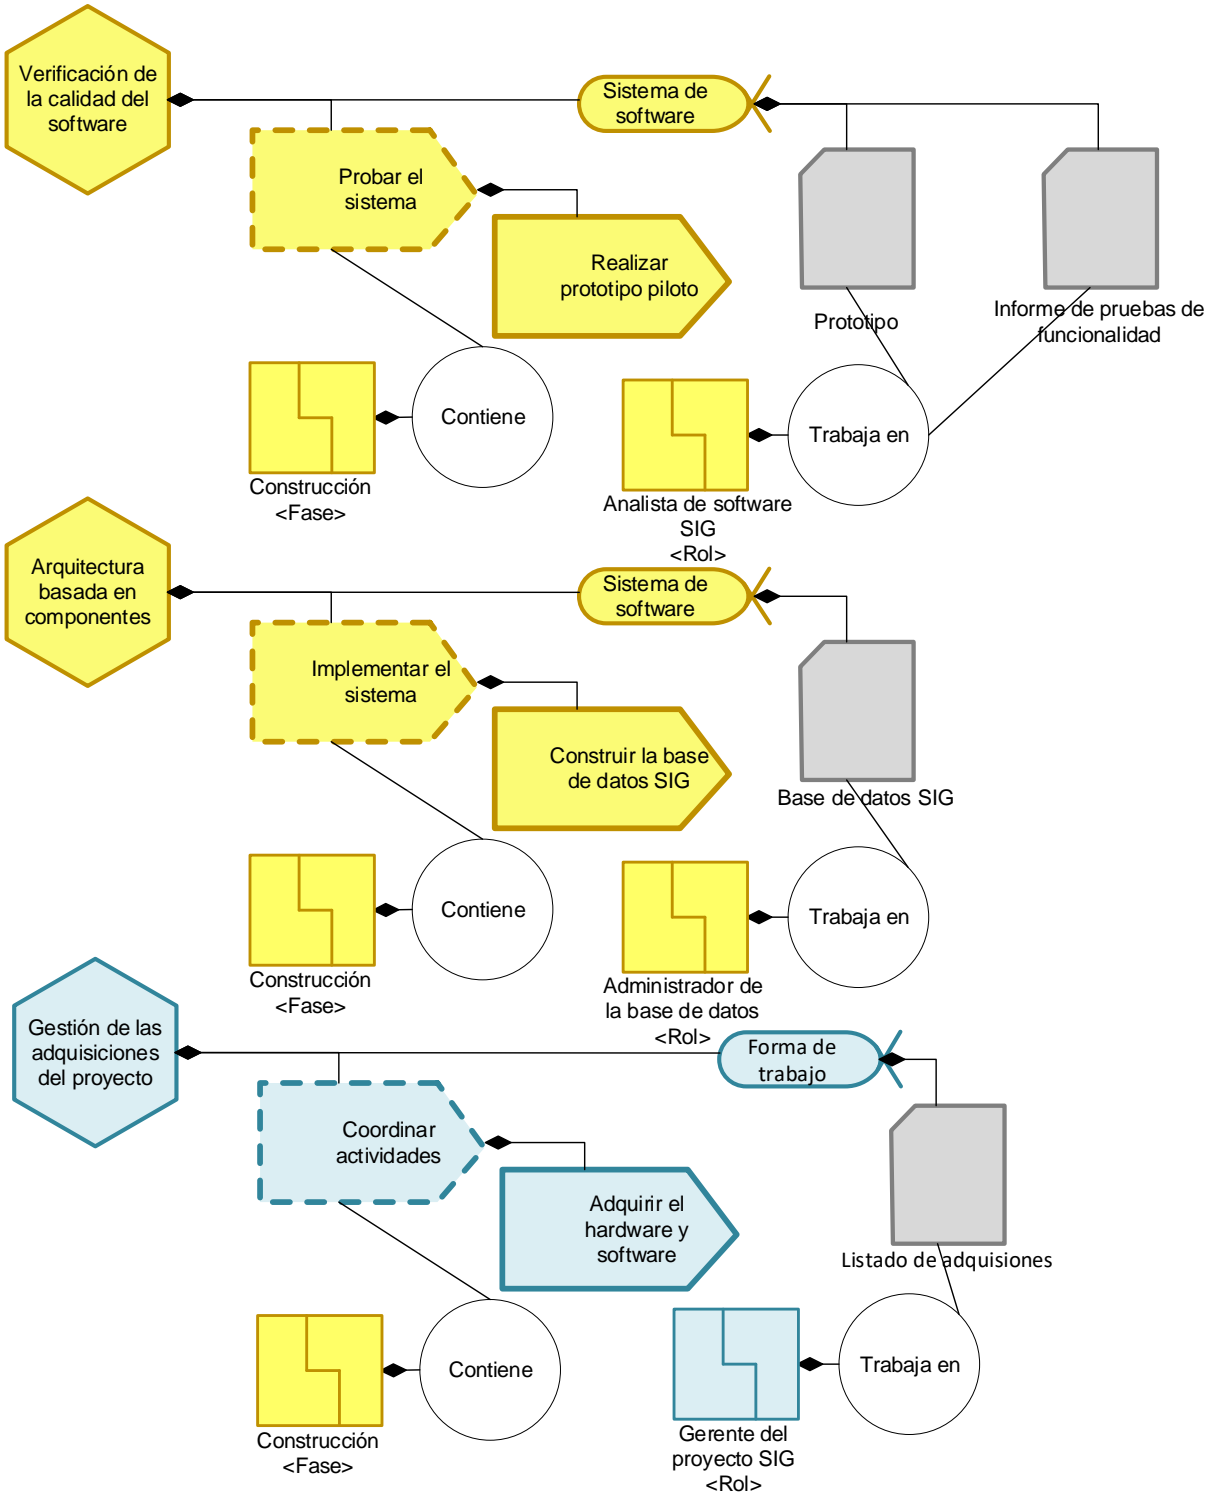 Verificación de
la calidad del
software
Sistema de
software
Probar el
sistema
Realizar
prototipo piloto
Prototipo
Informe de pruebas de
funcionalidad
Contiene
Trabaja en
Construcción
<Fase>
Analista de software
SIG
<Rol>
Arquitectura
basada en
componentes
Sistema de
software
Implementar el
sistema
Construir la base
de datos SIG
Base de datos SIG
Contiene
Trabaja en
Construcción
<Fase>
Administrador de
la base de datos
<Rol>
Gestión de las
adquisiciones
del proyecto
Forma de
trabajo
Coordinar
actividades
Adquirir el
hardware y
software
Listado de adquisiones
Contiene
Trabaja en
Construcción
<Fase>
Gerente del
proyecto SIG
<Rol>